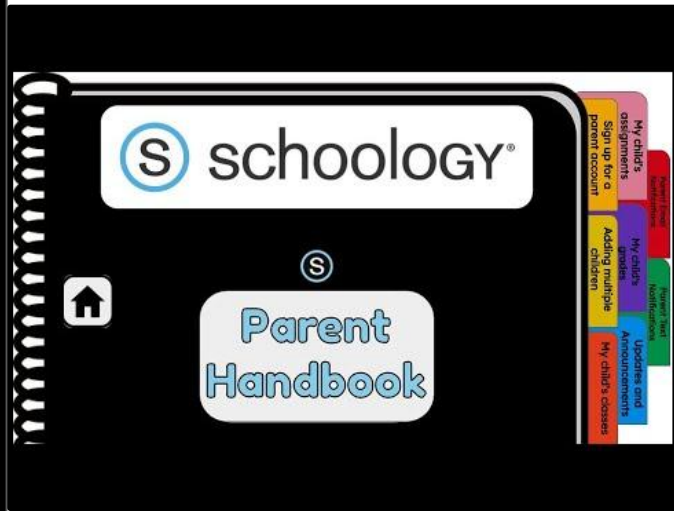 S schoology®
S
Parent
Handbook
Sign up for a
parent account
Adding multiple
children
My child's classes
My child's
assignments
My child's
grades
Updates and
Announcements
Parent Email
Notifications
Parent Text
Notifications